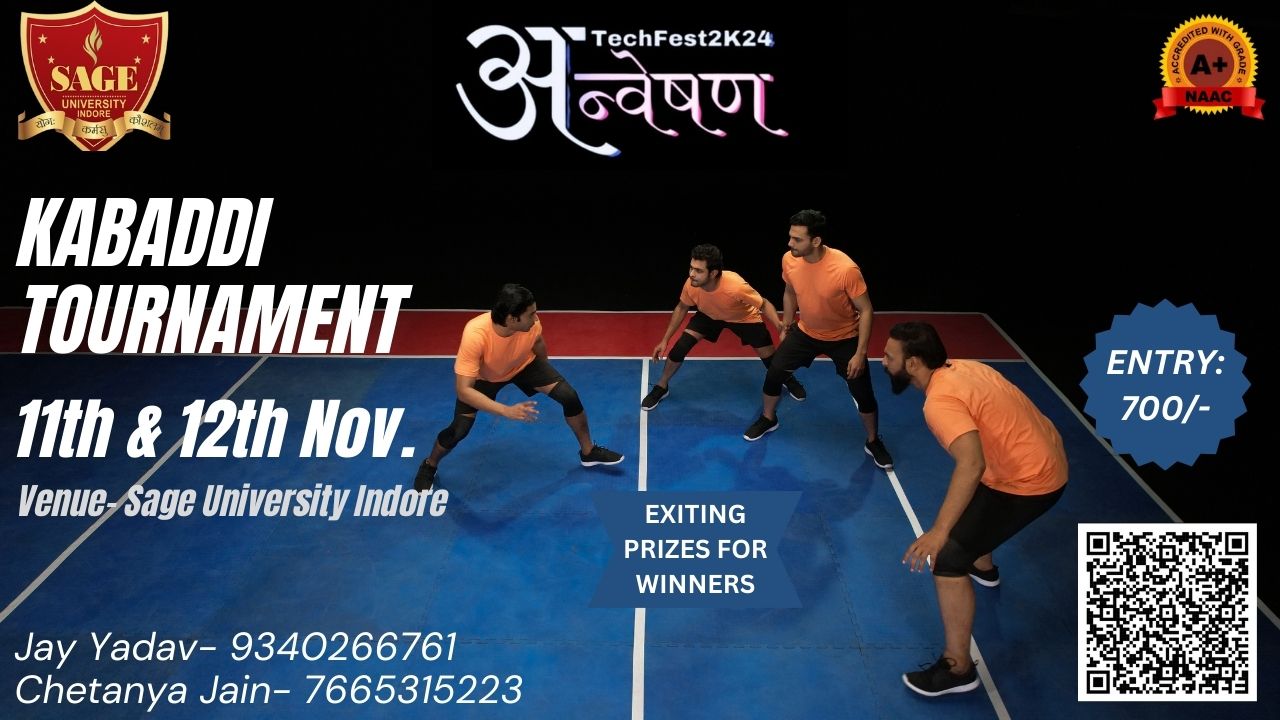 SAGE
UNIVERSITY
INDORE
योगः कर्मसु कौशलम्
TechFest2K24
अन्वेषण
ACCREDITED WITH GRADE
A+
NAAC
KABADDI
TOURNAMENT
11th & 12th Nov.
Venue- Sage University Indore
ENTRY:
700/-
EXITING
PRIZES FOR
WINNERS
Jay Yadav- 9340266761
Chetanya Jain- 7665315223